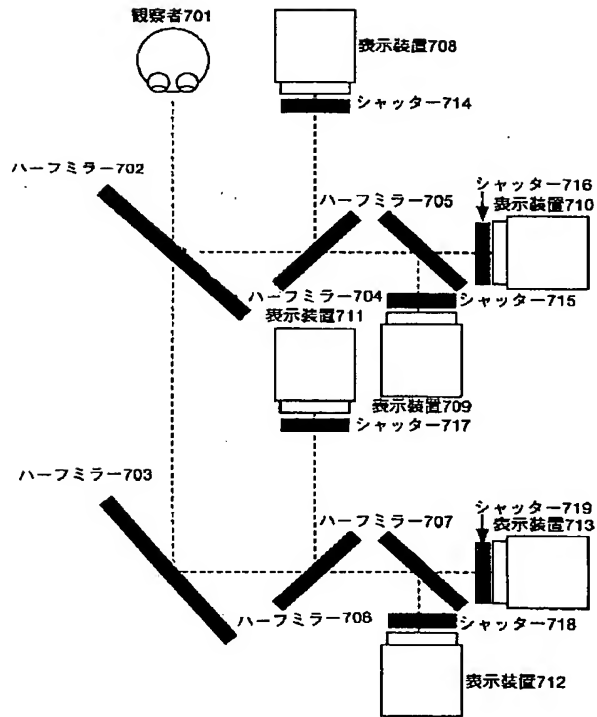 観察者701
表示装置708
シャッター714
ハーフミラー702
シャッター716
表示装置710
ハーフミラー705
ハーフミラー704
シャッター715
表示装置711
表示装置709
シャッター717
ハーフミラー703
シャッター719
表示装置713
ハーフミラー707
ハーフミラー706
シャッター718
表示装置712